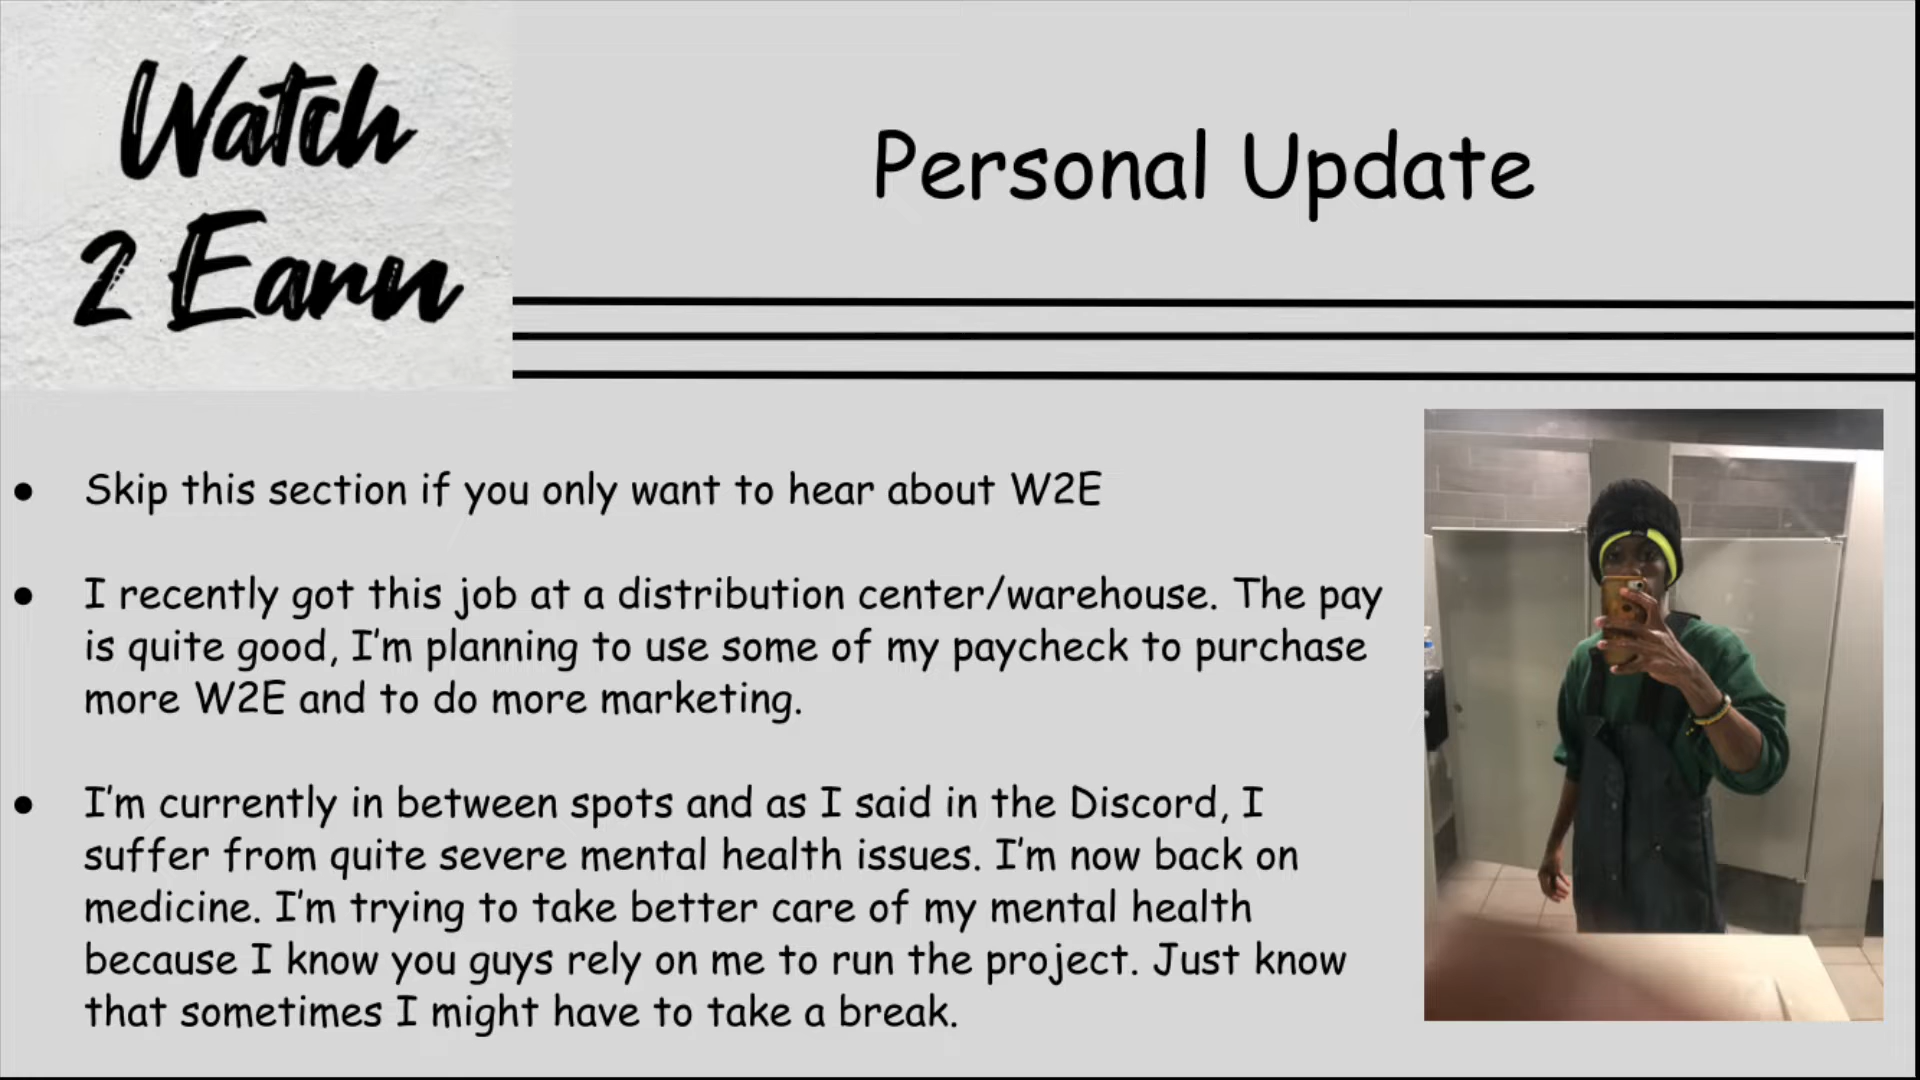 Watch
2 Earn
Personal Update
● Skip this section if you only want to hear about W2E
● I recently got this job at a distribution center/warehouse. The pay
is quite good, I'm planning to use some of my paycheck to purchase
more W2E and to do more marketing.
● I'm currently in between spots and as I said in the Discord, I
suffer from quite severe mental health issues. I'm now back on
medicine. I'm trying to take better care of my mental health
because I know you guys rely on me to run the project. Just know
that sometimes I might have to take a break.